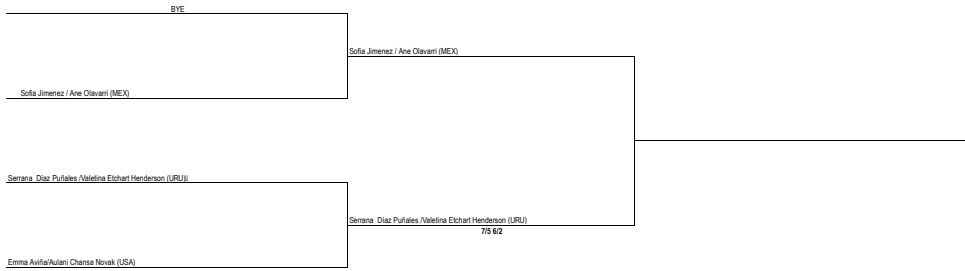 BYE
Sofia Jimenez / Ane Olavarri (MEX)
Sofia Jimenez / Ane Olavarri (MEX)
Serrana Díaz Puñales /Valetina Etchart Henderson (URU)
Serrana Díaz Puñales /Valetina Etchart Henderson (URU)
7/5 6/2
Emma Aviña/Aulani Chansa Novak (USA)